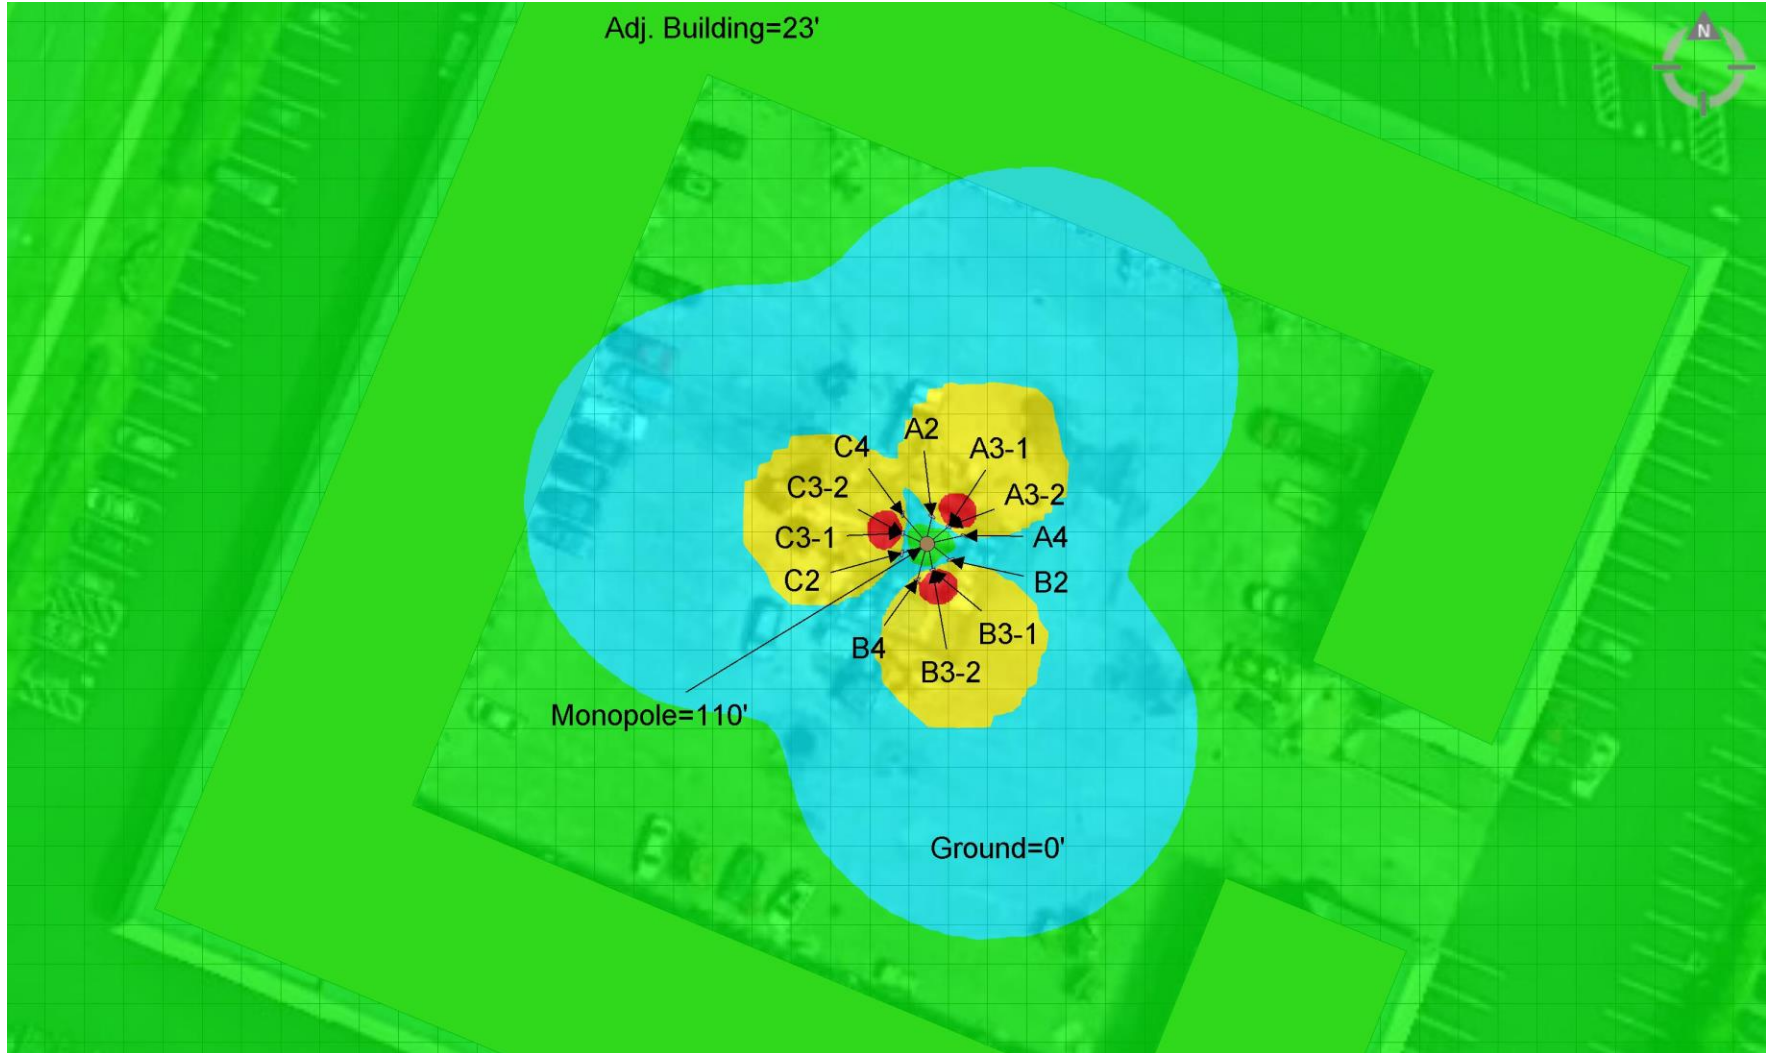 Adj. Building=23'
N
A2
C4
A3-1
C3-2
A3-2
C3-1
A4
C2
B2
B3-1
B4
B3-2
Monopole=110'
Ground=0'